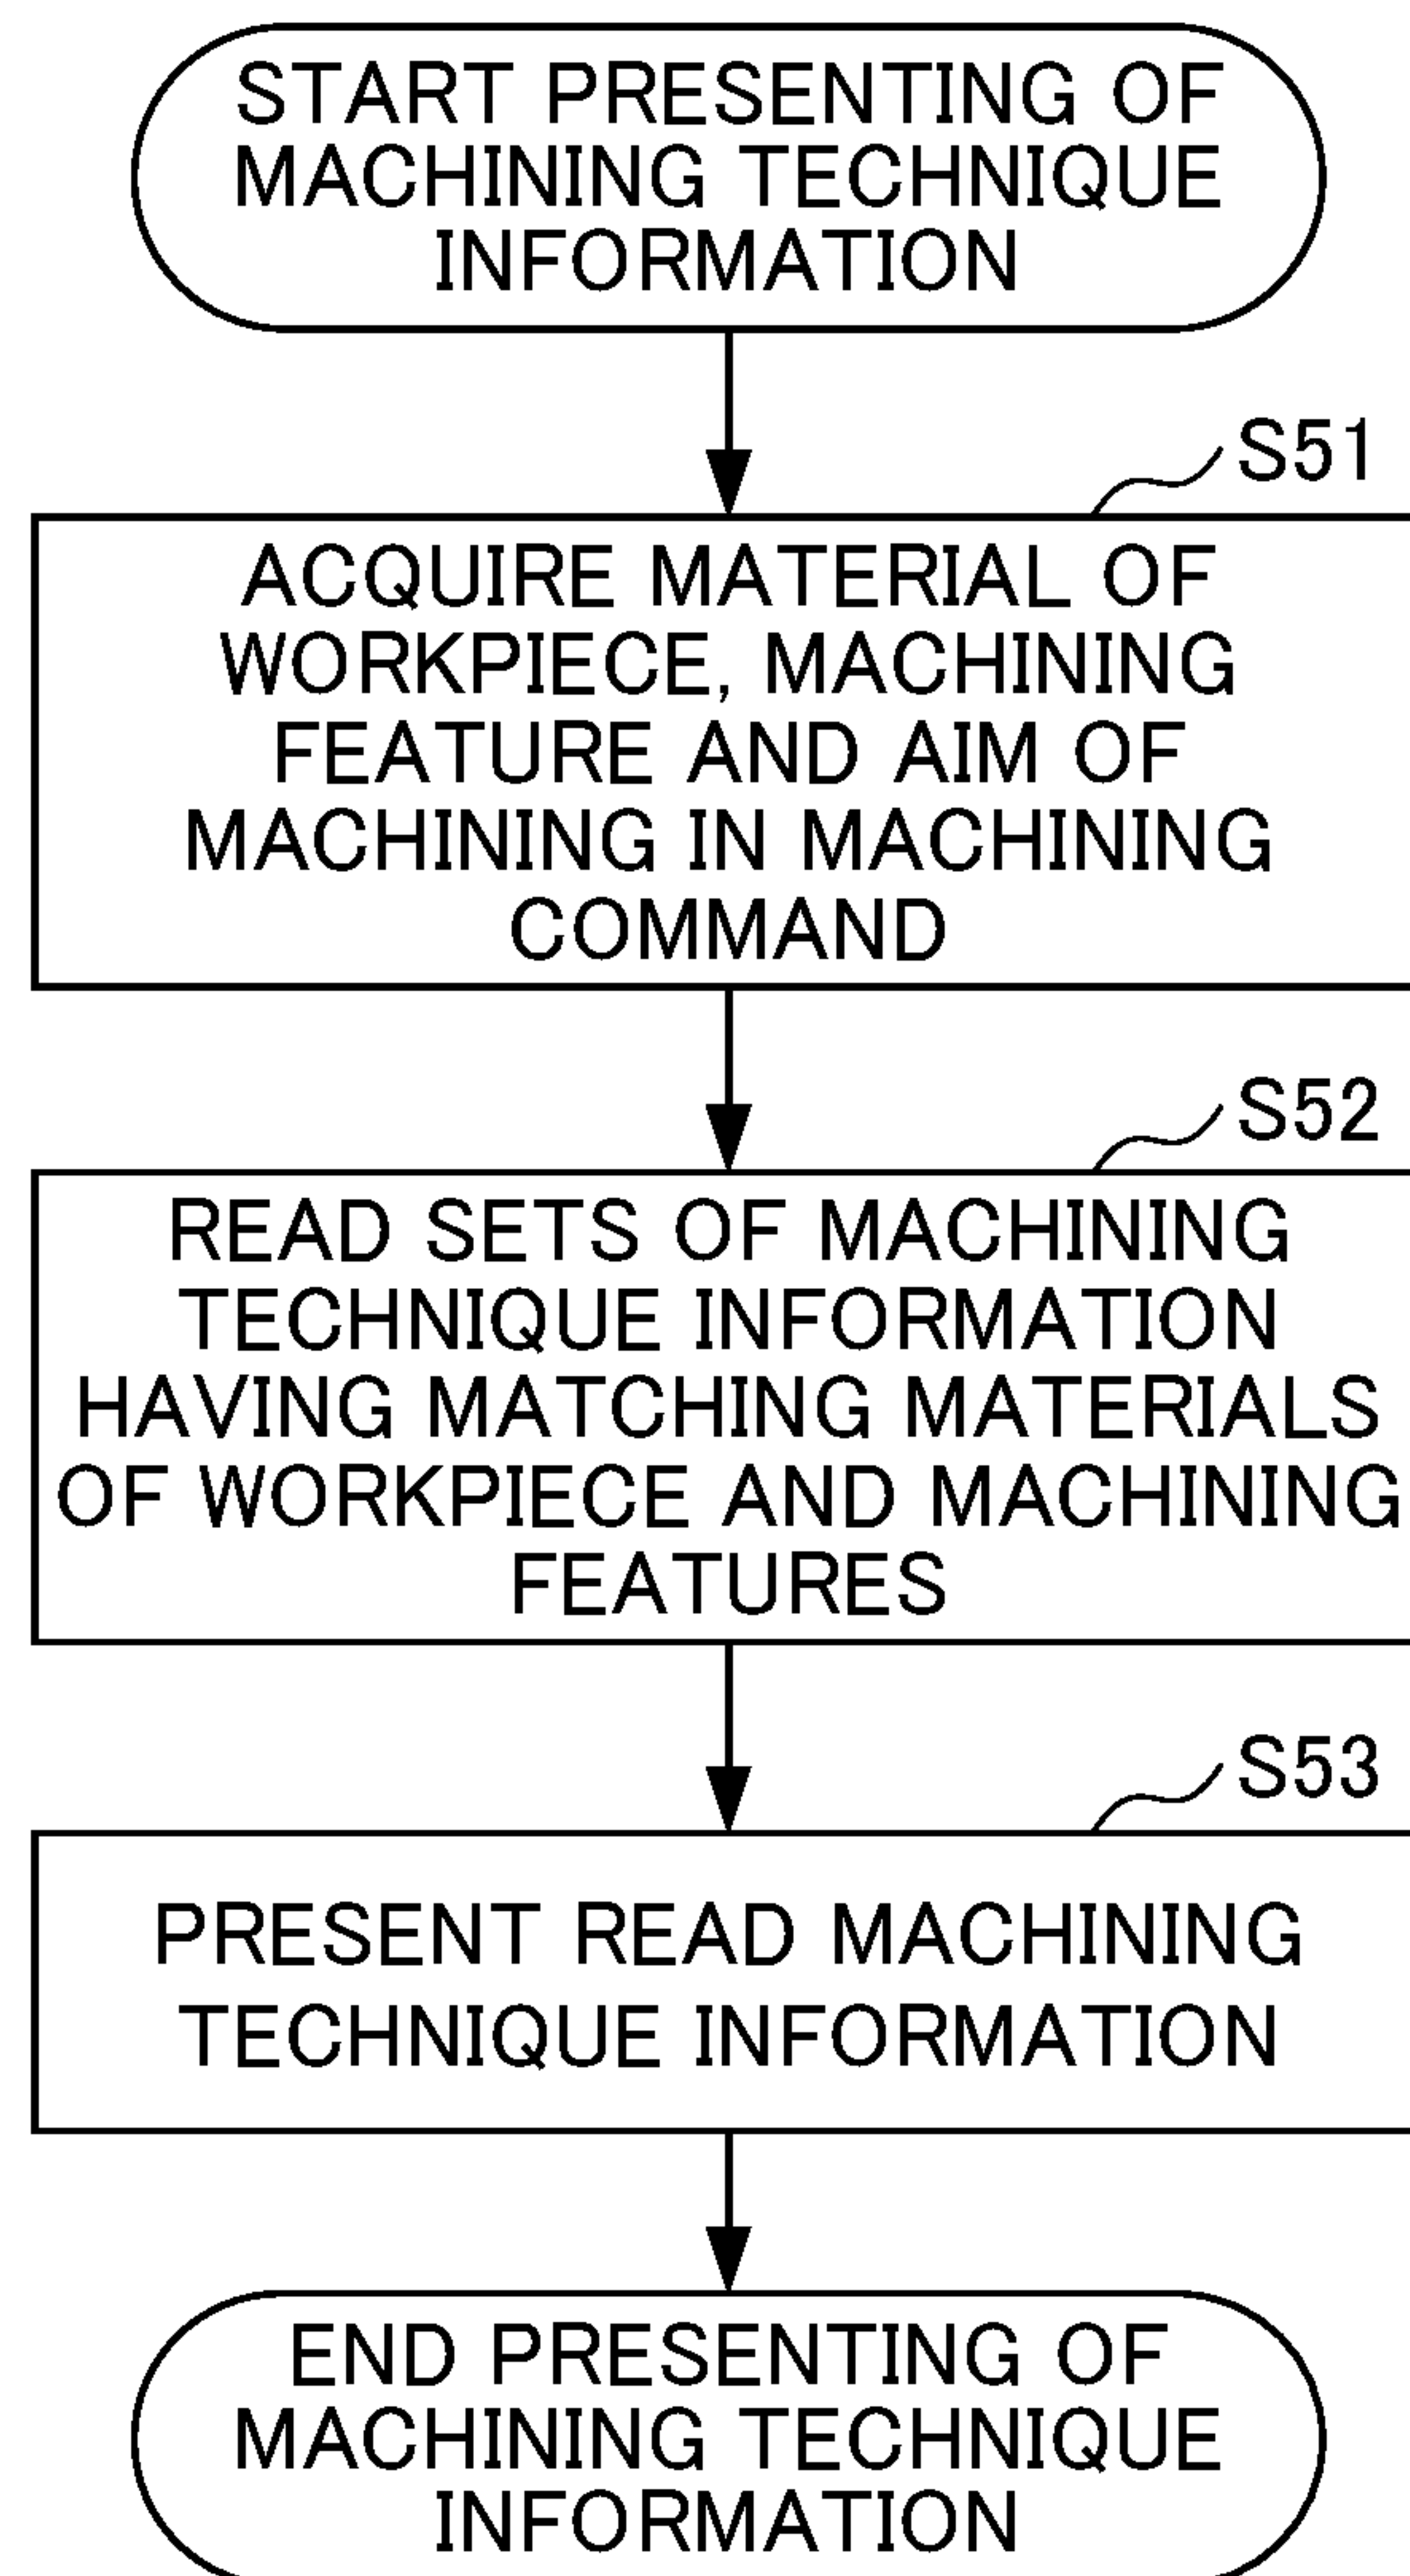 START PRESENTING OF
MACHINING TECHNIQUE
INFORMATION
S51
ACQUIRE MATERIAL OF
WORKPIECE, MACHINING
FEATURE AND AIM OF
MACHINING IN MACHINING
COMMAND
S52
READ SETS OF MACHINING
TECHNIQUE INFORMATION
HAVING MATCHING MATERIALS
OF WORKPIECE AND MACHINING
FEATURES
S53
PRESENT READ MACHINING
TECHNIQUE INFORMATION
END PRESENTING OF
MACHINING TECHNIQUE
INFORMATION